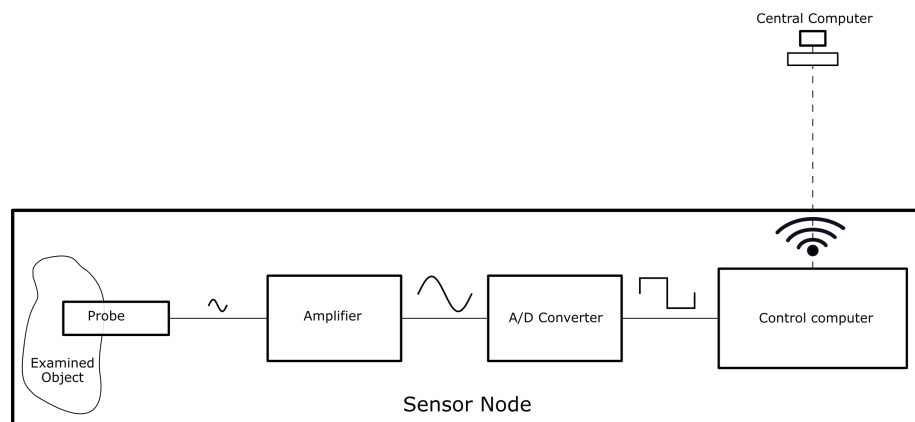 Central Computer
Probe
Amplifier
A/D Converter
Control computer
Examined
Object
Sensor Node